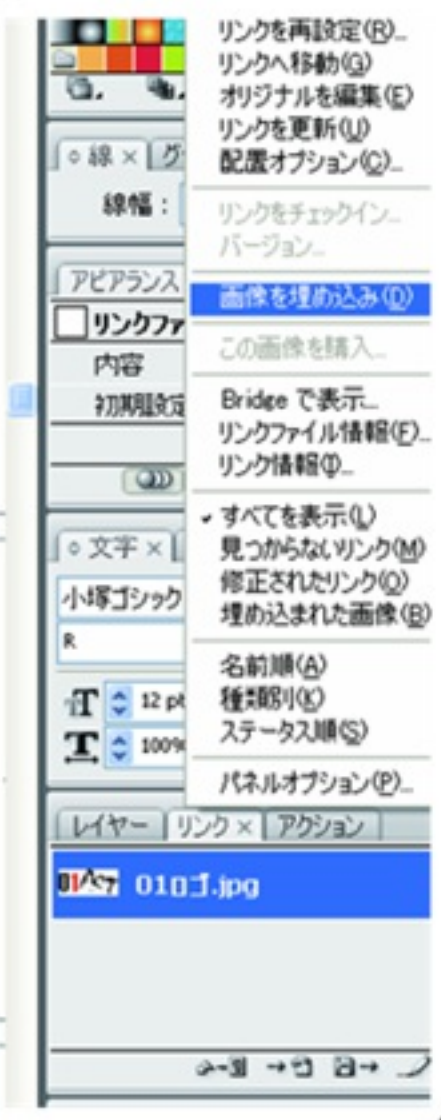 リンクを再設定(R)...
リンクへ移動(G)
オリジナルを編集(E)
リンクを更新(U)
配置オプション(C)...
リンクをチェックイン...
バージョン...
画像を埋め込み(D)
この画像を購入...
Bridge で表示...
リンクファイル情報(F)...
リンク情報(I)...
すべてを表示(L)
見つからないリンク(M)
修正されたリンク(O)
埋め込まれた画像(B)
名前順(A)
種類別(K)
ステータス順(S)
パネルオプション(P)...
線 ×
グ
線幅 :
アピアランス
リンクファ
内容
初期設定
文字 ×
小塚ゴシック
R
12 pt
100%
レイヤー リンク × アクション
01ロゴ.jpg